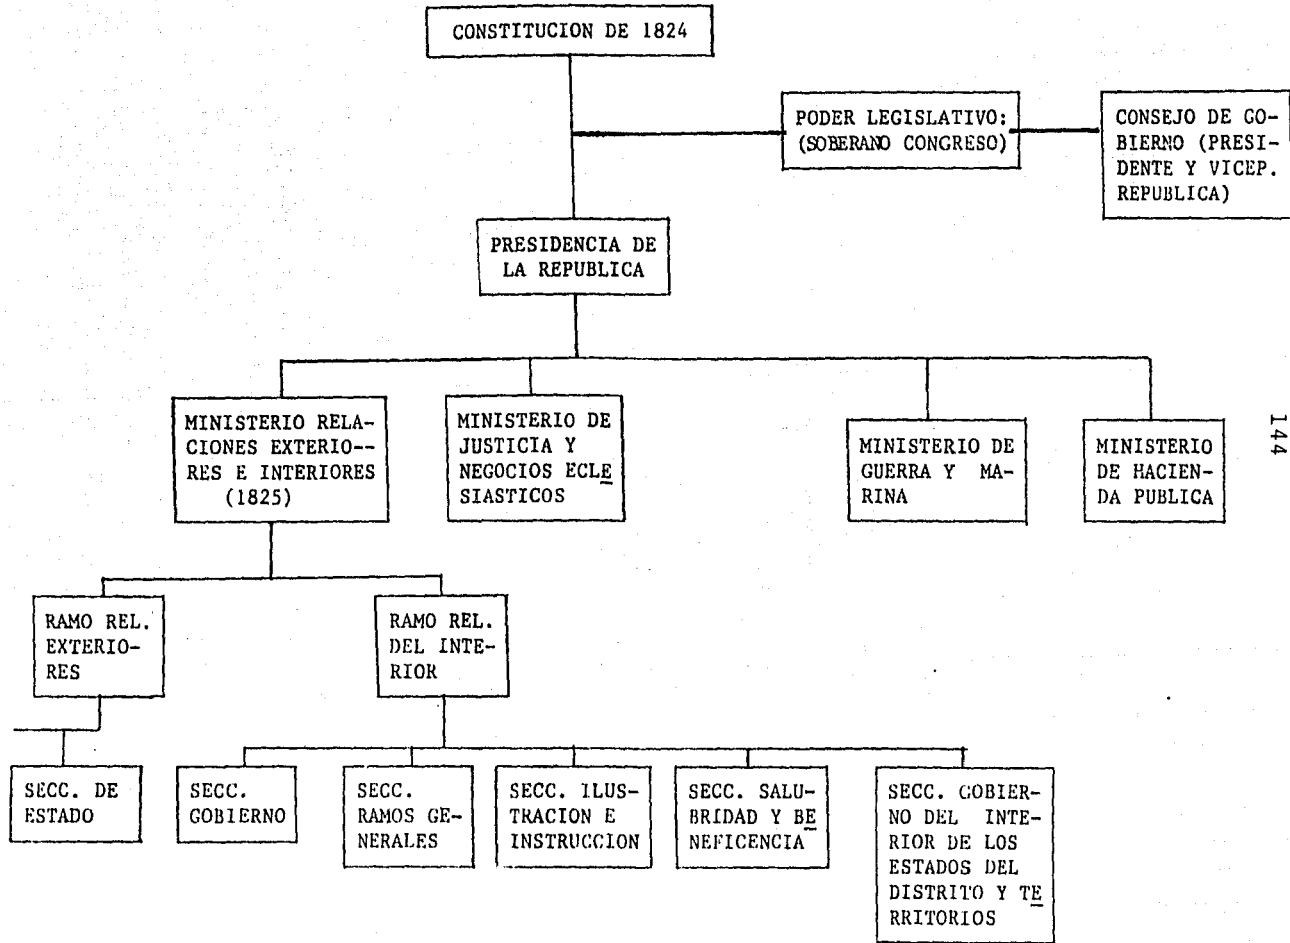 CONSTITUCION DE 1824
PODER LEGISLATIVO:
(SOBERANO CONGRESO)
CONSEJO DE GO-
BIERNO (PRESI-
DENTE Y VICEP.
REPUBLICA)
PRESIDENCIA DE
LA REPUBLICA
MINISTERIO RELA-
CIONES EXTERIO--
RES E INTERIORES
(1825)
MINISTERIO DE
JUSTICIA Y
NEGOCIOS ECLE
SIASTICOS
MINISTERIO DE
GUERRA Y MA-
RINA
MINISTERIO
DE HACIEN-
DA PUBLICA
144
RAMO REL.
EXTERIO-
RES
RAMO REL.
DEL INTE-
RIOR
SECC. DE
ESTADO
SECC.
GOBIERNO
SECC.
RAMOS GE-
NERALES
SECC. ILUS-
TRACION E
INSTRUCCION
SECC. SALU-
BRIDAD Y BE
NEFICENCIA
SECC. GOBIER-
NO DEL INTE-
RIOR DE LOS
ESTADOS DEL
DISTRITO Y TE
RRITORIOS